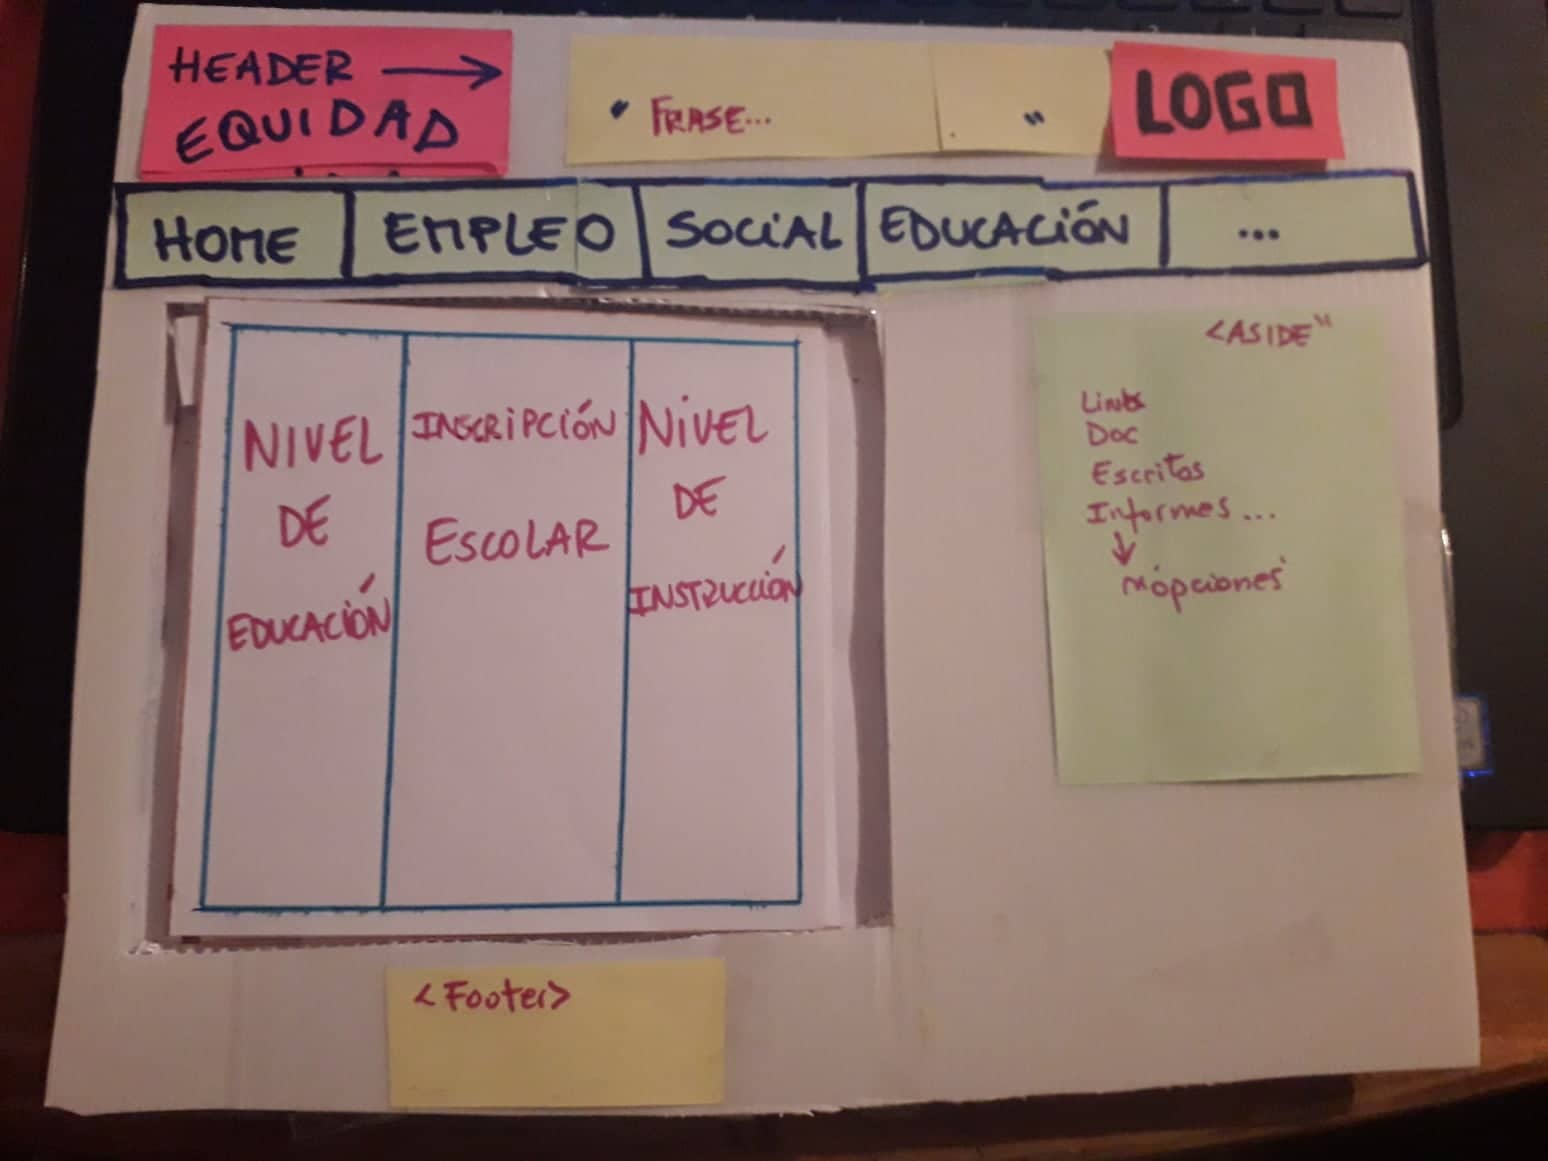 HEADER →
EQUIDAD
" FRASE... "
LOGO
HOME
EMPLEO
SOCIAL
EDUCACIÓN
...
NIVEL
DE
EDUCACIÓN
INSCRIPCIÓN
ESCOLAR
NIVEL
DE
INSTRUCCIÓN
<ASIDE"
Links
Doc
Escritos
Informes...
↓
opciones
<Footer>